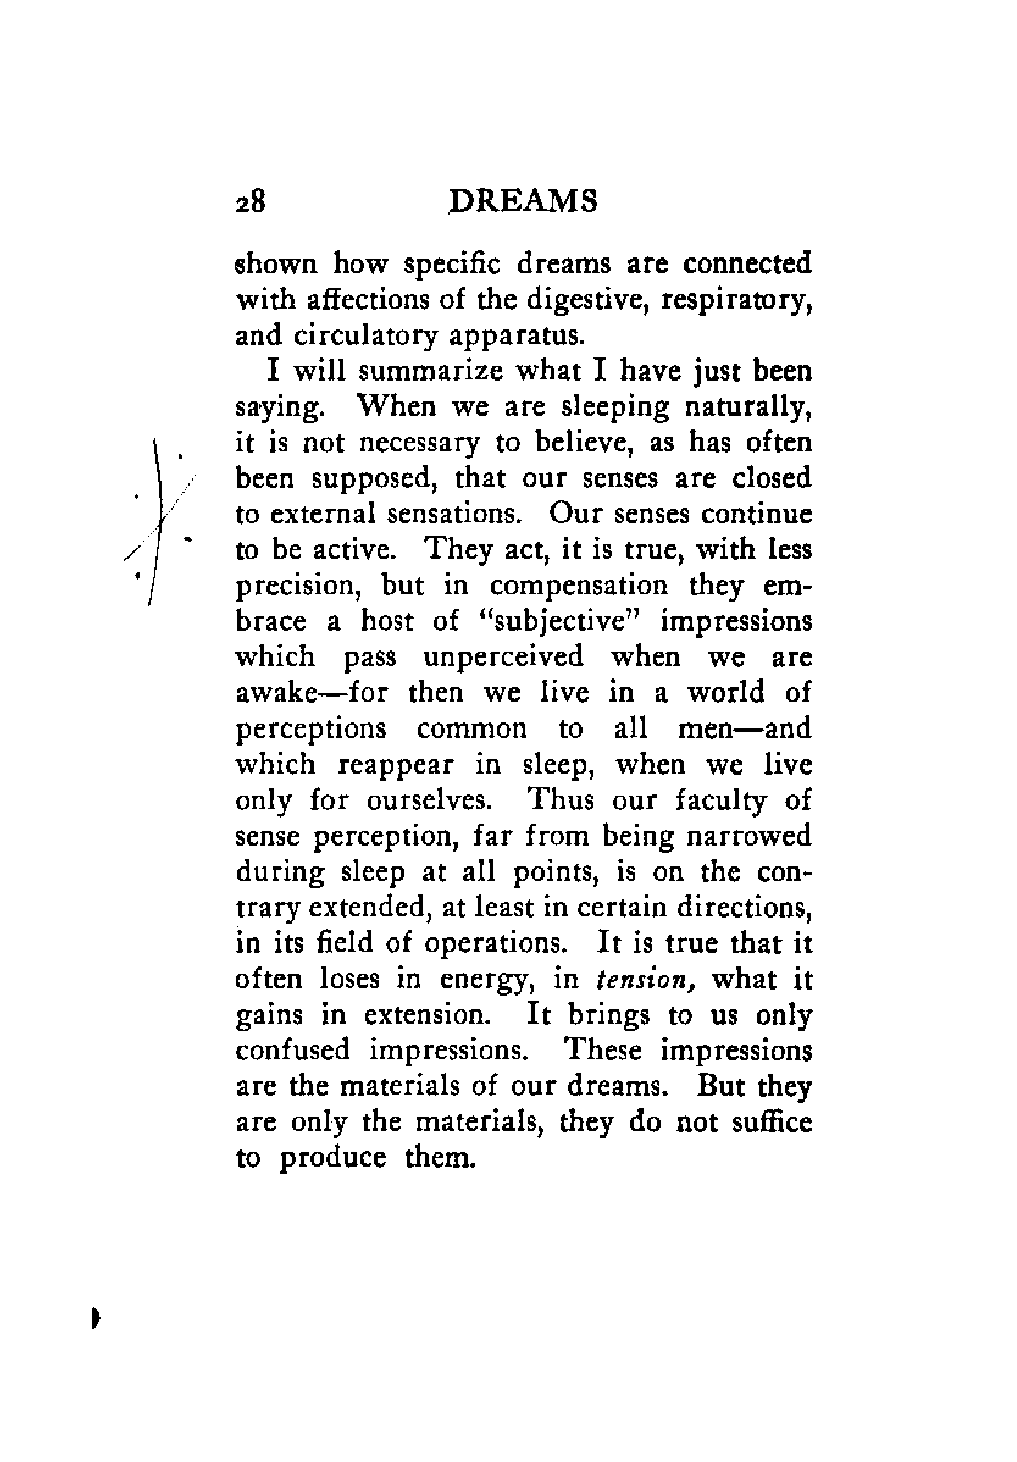 28 DREAMS
shown how specific dreams are connected
with affections of the digestive, respiratory,
and circulatory apparatus.
I will summarize what I have just been
saying. When we are sleeping naturally,
it is not necessary to believe, as has often
been supposed, that our senses are closed
to external sensations. Our senses continue
to be active. They act, it is true, with less
precision, but in compensation they em-
brace a host of "subjective" impressions
which pass unperceived when we are
awake—for then we live in a world of
perceptions common to all men—and
which reappear in sleep, when we live
only for ourselves. Thus our faculty of
sense perception, far from being narrowed
during sleep at all points, is on the con-
trary extended, at least in certain directions,
in its field of operations. It is true that it
often loses in energy, in tension, what it
gains in extension. It brings to us only
confused impressions. These impressions
are the materials of our dreams. But they
are only the materials, they do not suffice
to produce them.